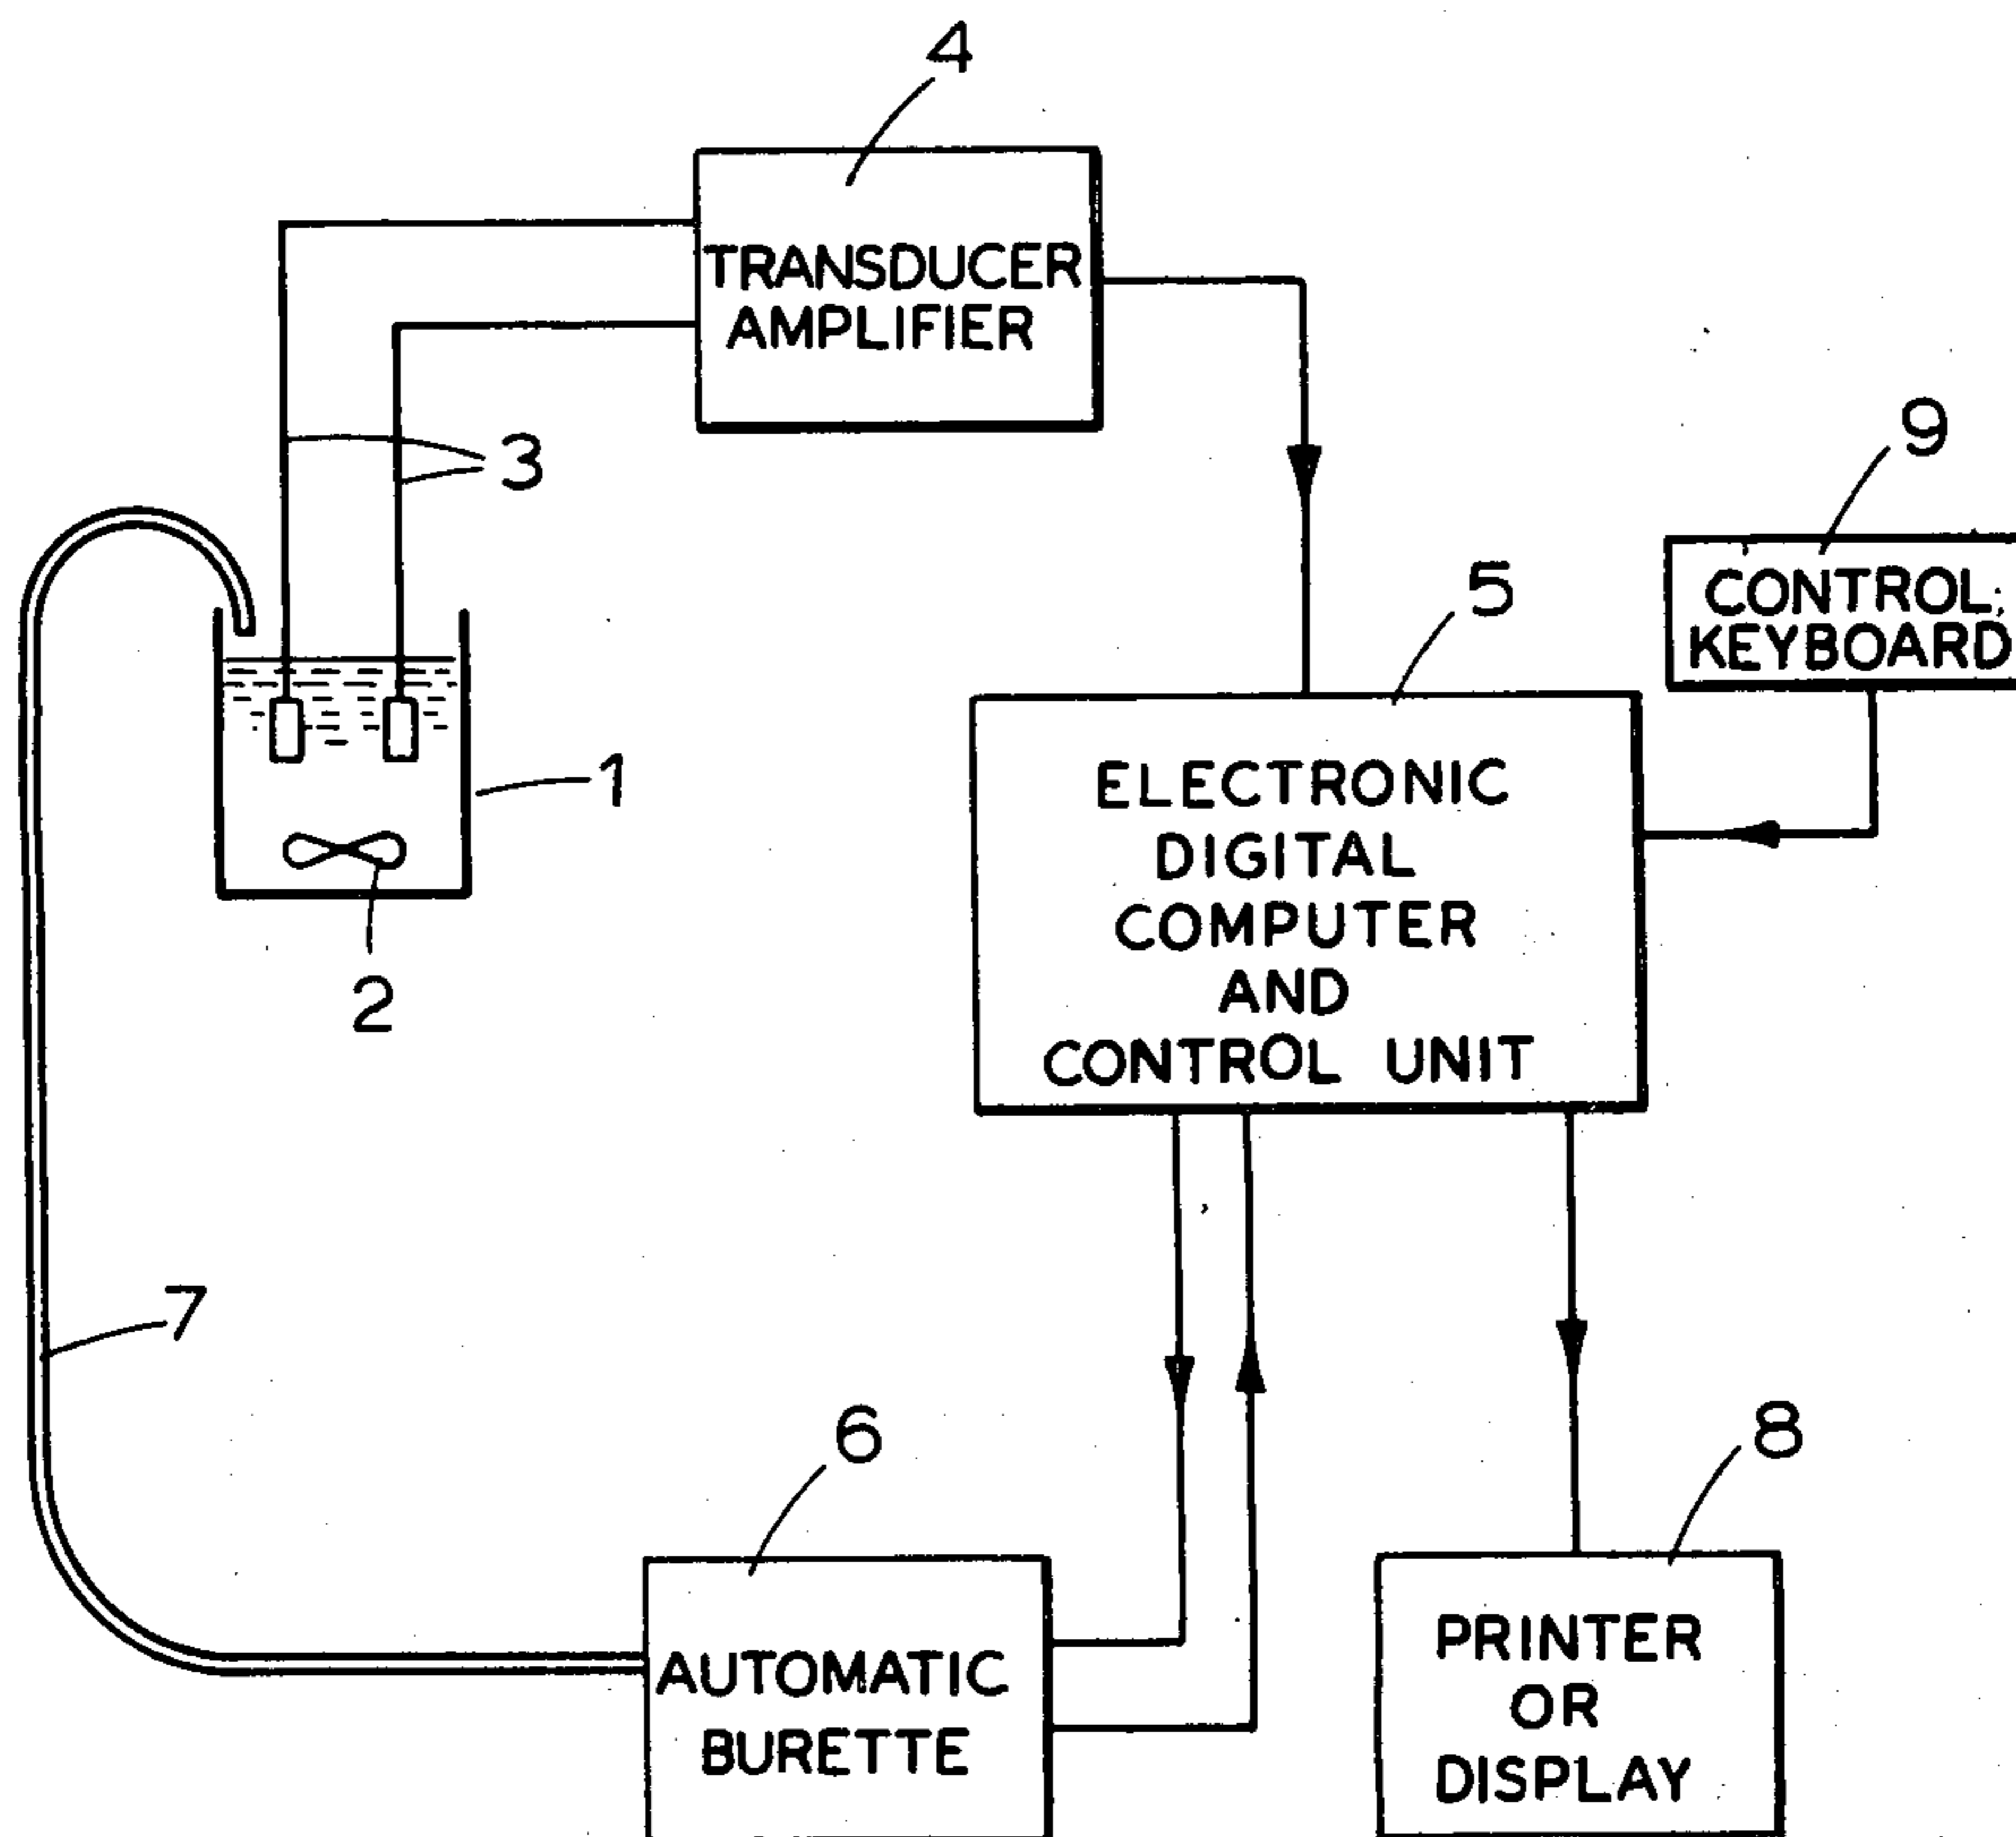 4
TRANSDUCER
AMPLIFIER
3
9
CONTROL
KEYBOARD
5
1
ELECTRONIC
DIGITAL
COMPUTER
AND
CONTROL UNIT
2
7
6
8
AUTOMATIC
BURETTE
PRINTER
OR
DISPLAY